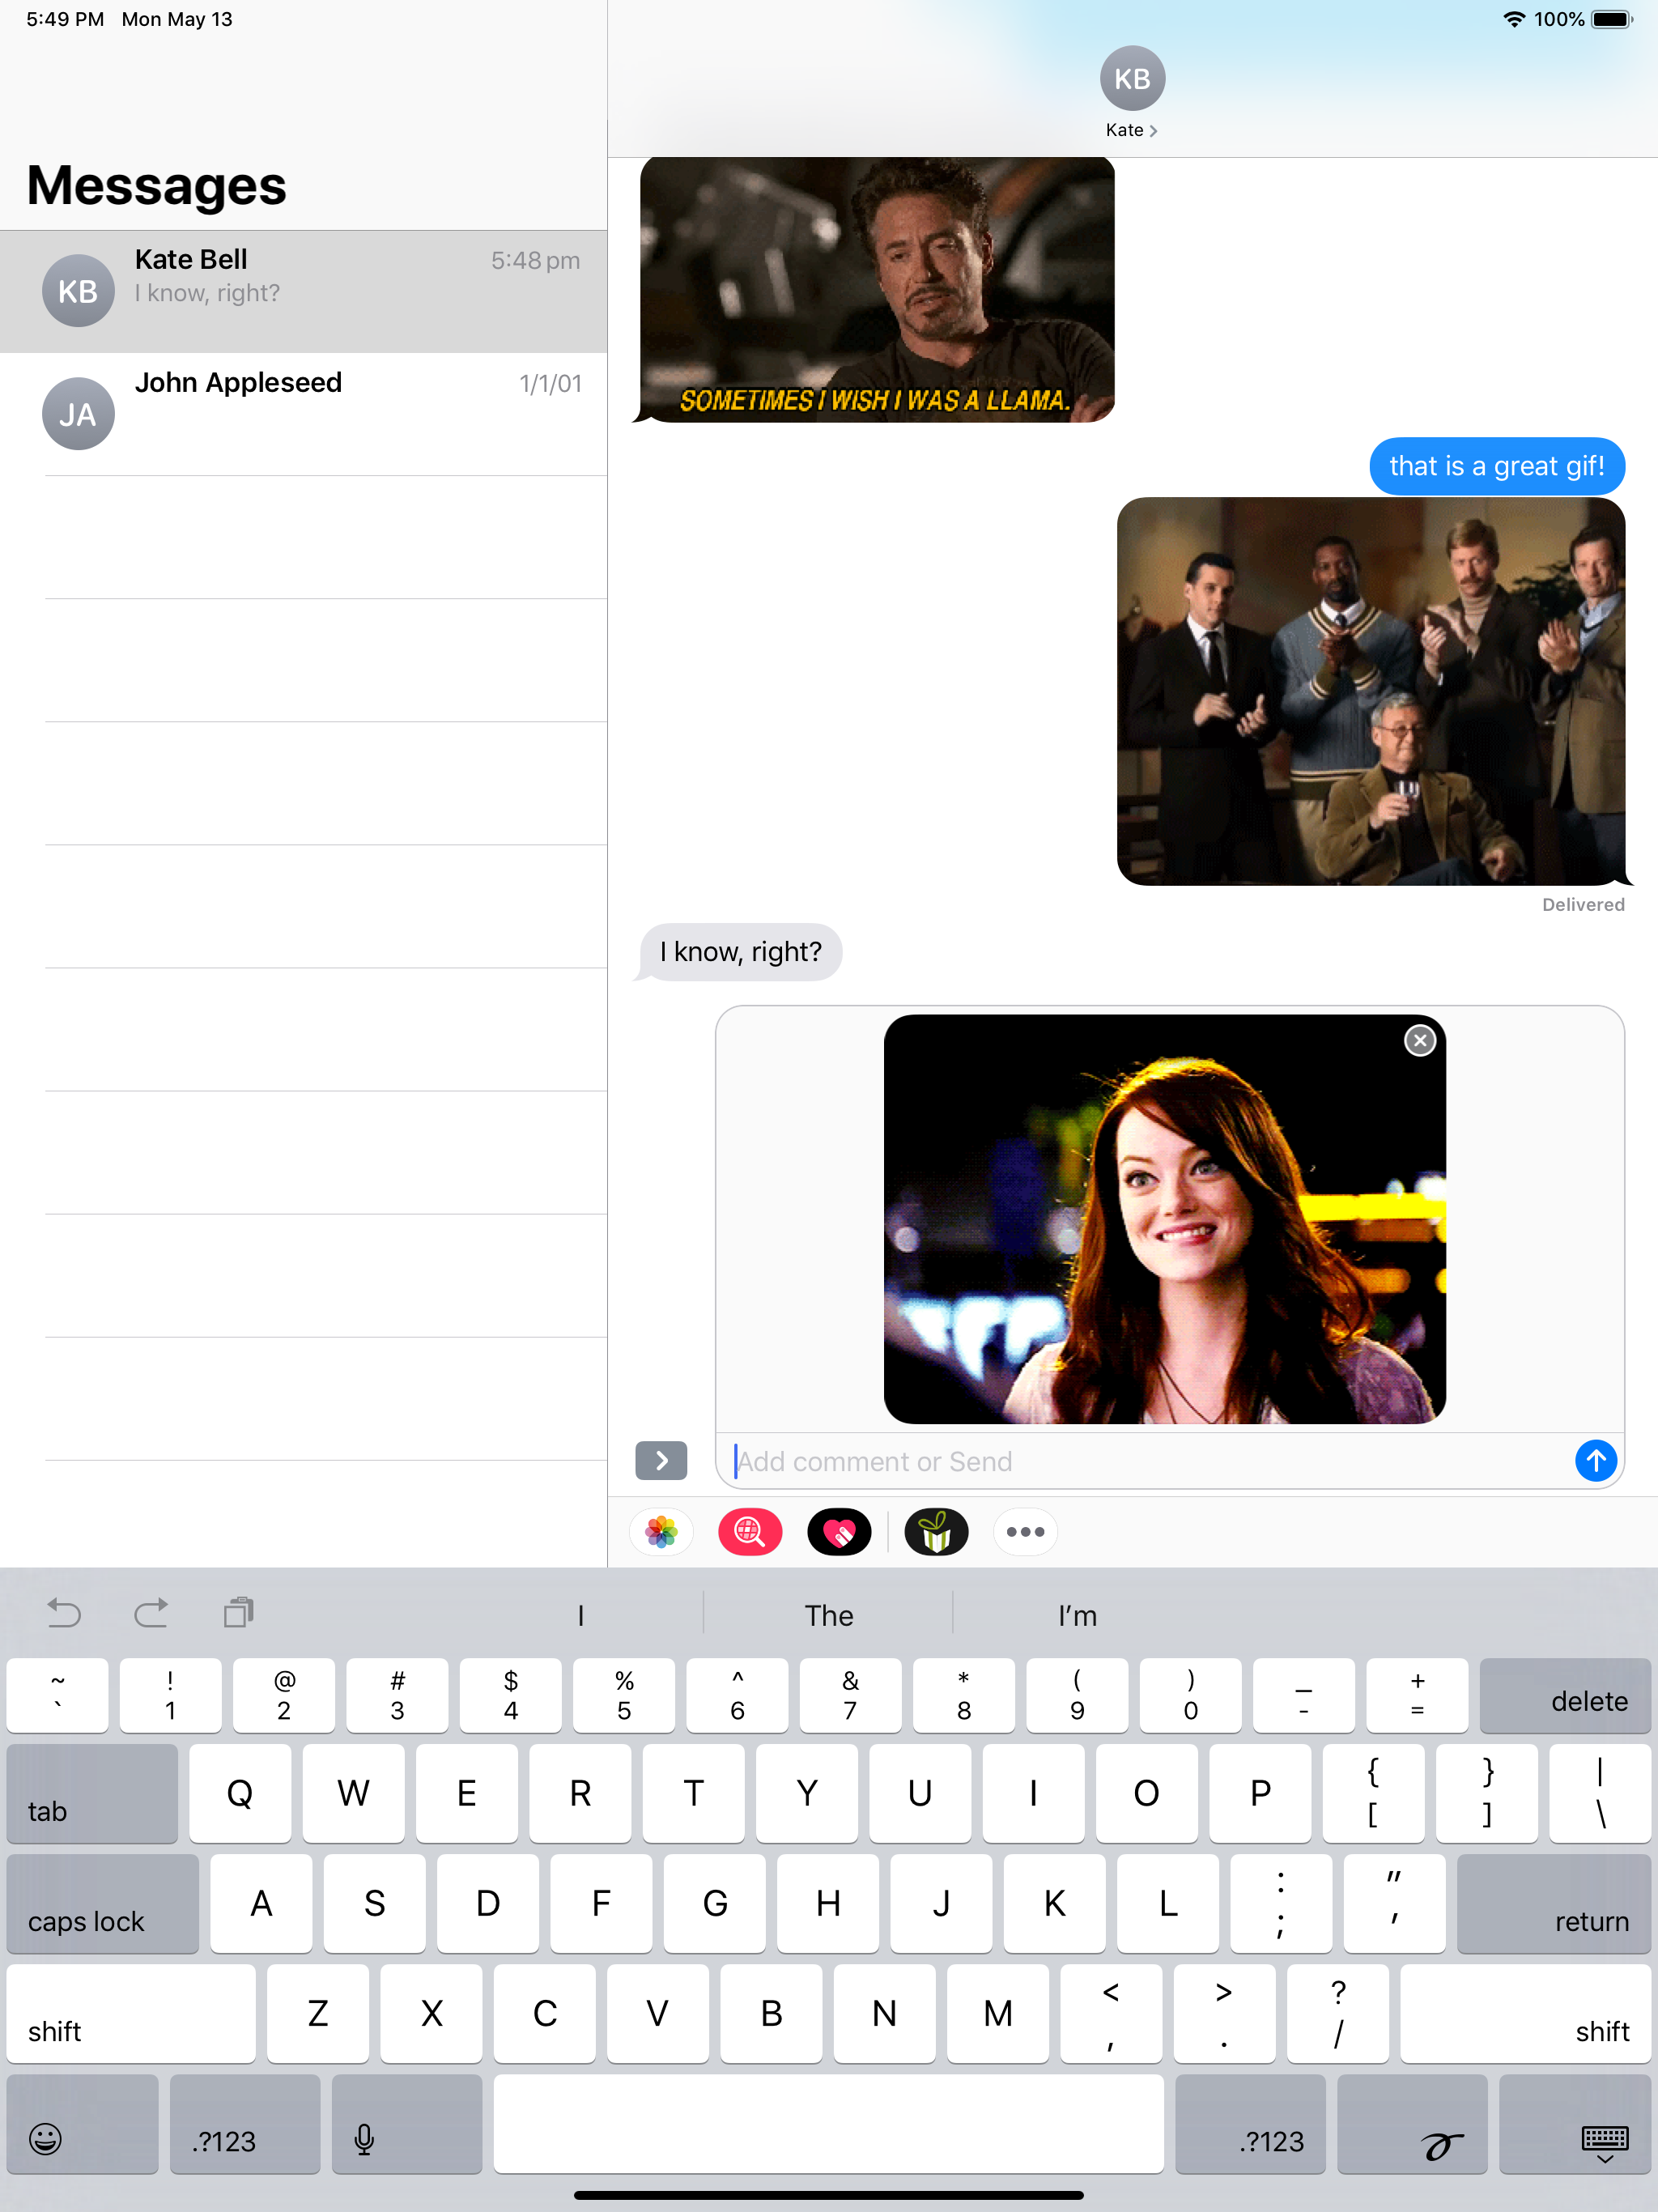 5:49 PM Mon May 13
100%
Messages
KB
Kate Bell
5:48 pm
I know, right?
JA
John Appleseed
1/1/01
KB
Kate
SOMETIMES I WISH I WAS A LLAMA.
that is a great gif!
Delivered
I know, right?
Add comment or Send
I The I’m
~ ! @ # $ % ^ & * ( ) _ +
` 1 2 3 4 5 6 7 8 9 0 - = delete
tab Q W E R T Y U I O P { [ } ] | \
caps lock A S D F G H J K L : ; " ' return
shift Z X C V B N M < , > . ? / shift
.?123 .?123